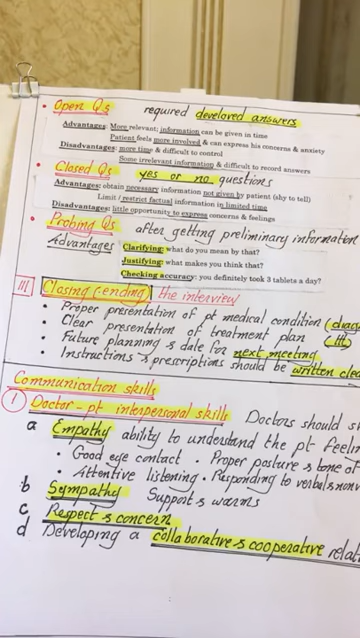 • Open Qs required develoved answers
Advantages: More relevant; information can be given in time
Patient feels more involved & can express his concerns & anxiety
Disadvantages: more time & difficult to control
Some irrelevant information & difficult to record answers
• Closed Qs yes or no questions
Advantages: obtain necessary information not given by patient (shy to tell)
Limit / restrict factual information in limited time
Disadvantages: little opportunity to express concerns & feelings
• Probing Qs after getting preliminary information
Advantages Clarifying: what do you mean by that?
Justifying: what makes you think that?
Checking accuracy: you definitely took 3 tablets a day?
III Closing (ending) the interview
• Proper presentation of pt medical condition (diag
• Clear presentation of treatment plan (tt)
• Future planning & date for next meeting
• Instructions & prescriptions should be written clea
Communication skills
1 Doctor-pt interpersonal skills Doctors should sh
a Empathy ability to understand the pt feelin
• Good eye contact • Proper posture & tone of
• Attentive listening • Responding to verbal & nonv
b Sympathy Support & warms
c Respect & concern
d Developing a collaborative & cooperative relat